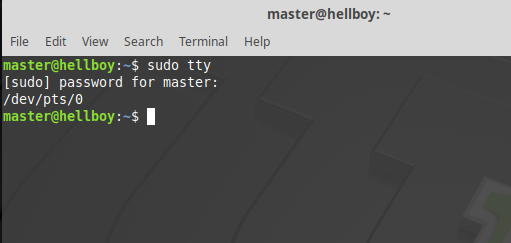 master@hellboy: ~
File Edit View Search Terminal Help
master@hellboy:~$ sudo tty
[sudo] password for master:
/dev/pts/0
master@hellboy:~$